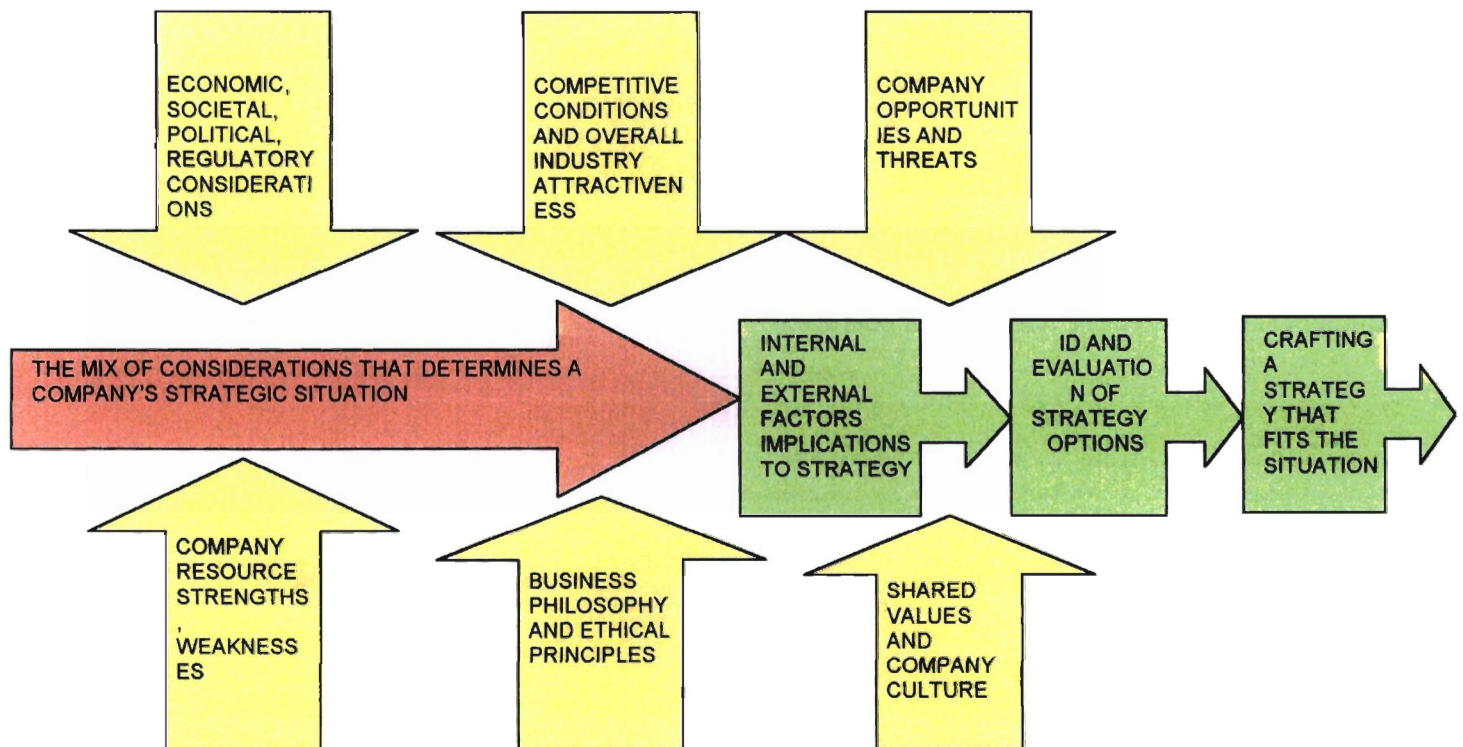 ECONOMIC,
SOCIETAL,
POLITICAL,
REGULATORY
CONSIDERATI
ONS
COMPETITIVE
CONDITIONS
AND OVERALL
INDUSTRY
ATTRACTIVEN
ESS
COMPANY
OPPORTUNIT
IES AND
THREATS
THE MIX OF CONSIDERATIONS THAT DETERMINES A
COMPANY'S STRATEGIC SITUATION
INTERNAL
AND
EXTERNAL
FACTORS
IMPLICATIONS
TO STRATEGY
ID AND
EVALUATIO
N OF
STRATEGY
OPTIONS
CRAFTING
A
STRATEG
Y THAT
FITS THE
SITUATION
COMPANY
RESOURCE
STRENGTHS
,
WEAKNESS
ES
BUSINESS
PHILOSOPHY
AND ETHICAL
PRINCIPLES
SHARED
VALUES
AND
COMPANY
CULTURE